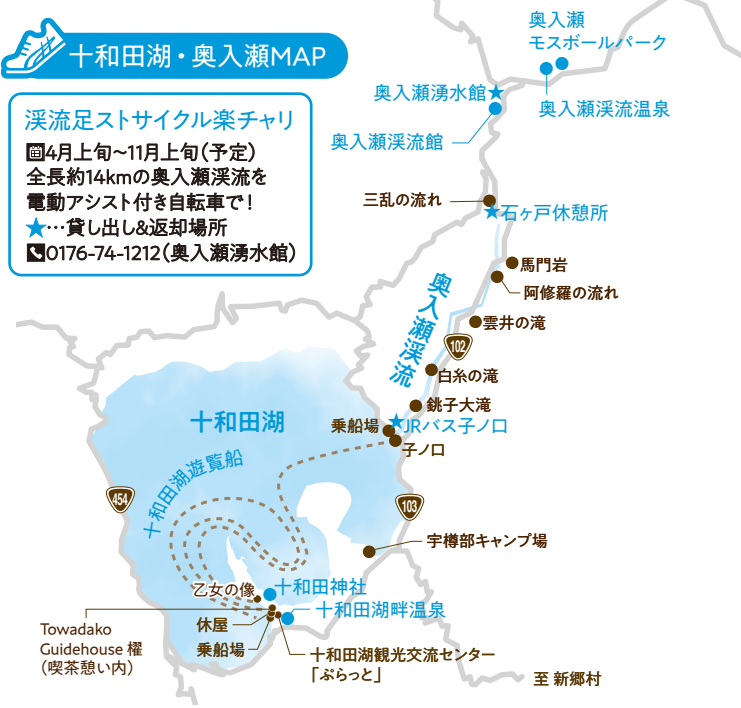 十和田湖・奥入瀬MAP
渓流足ストサイクル楽チャリ
4月上旬〜11月上旬（予定）
全長約14kmの奥入瀬渓流を
電動アシスト付き自転車で！
★…貸し出し&返却場所
0176-74-1212（奥入瀬湧水館）
奥入瀬
モスボールパーク
奥入瀬湧水館★
奥入瀬渓流温泉
奥入瀬渓流館
三乱の流れ
★石ヶ戸休憩所
馬門岩
阿修羅の流れ
奥入瀬渓流
雲井の滝
102
白糸の滝
銚子大滝
十和田湖
乗船場
★JRバス子ノ口
子ノ口
十和田湖遊覧船
454
103
宇樽部キャンプ場
乙女の像
十和田神社
十和田湖畔温泉
休屋
Towadako
Guidehouse 櫂
（喫茶憩い内）
乗船場
十和田湖観光交流センター
「ぷらっと」
至 新郷村